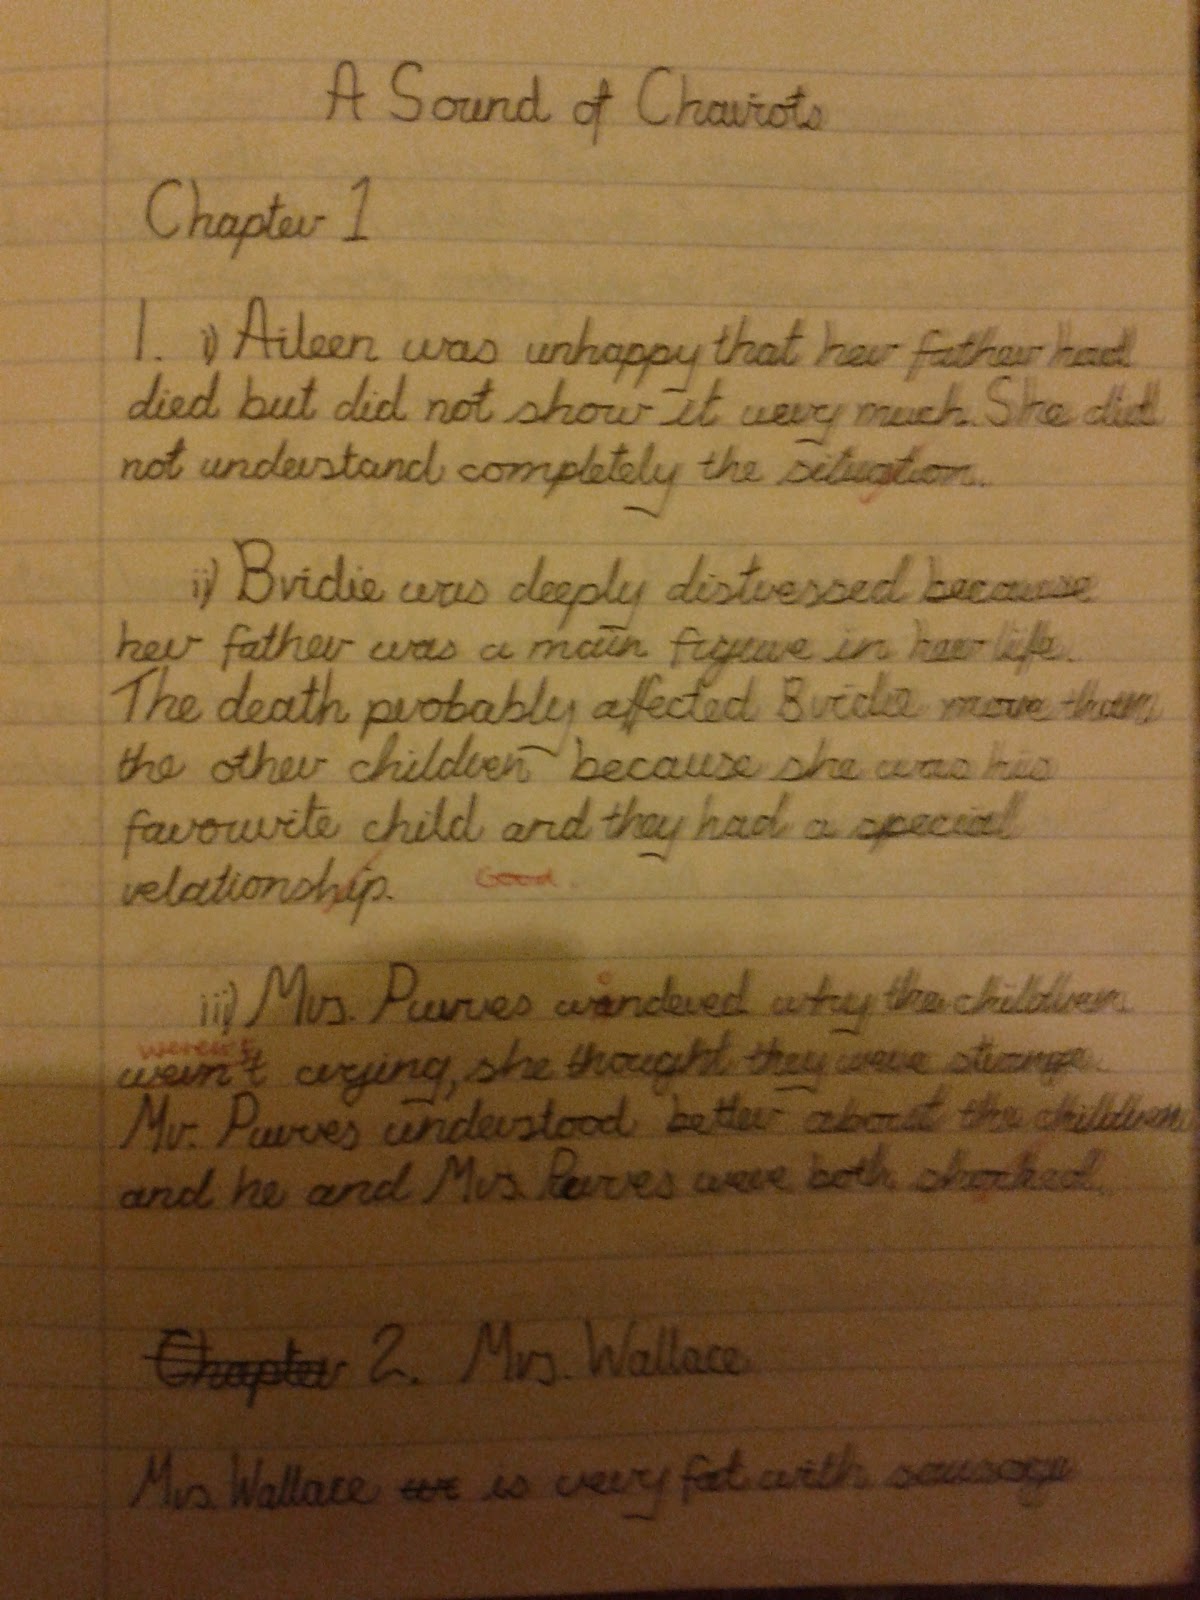 A Sound of Chariots
Chapter 1
1. i) Aileen was unhappy that her father had
died but did not show it very much. She did
not understand completely the situation.
ii) Bridie was deeply distressed because
her father was a main figure in her life.
The death probably affected Bridie more than
the other children because she was his
favourite child and they had a special
relationship. Good.
iii) Mrs. Purves wondered why the children
weren't
wern't crying, she thought they were strange.
Mr. Purves understood better about the children
and he and Mrs. Purves were both shocked.
Chapter 2. Mrs. Wallace
Mrs. Wallace is very fat with sausage